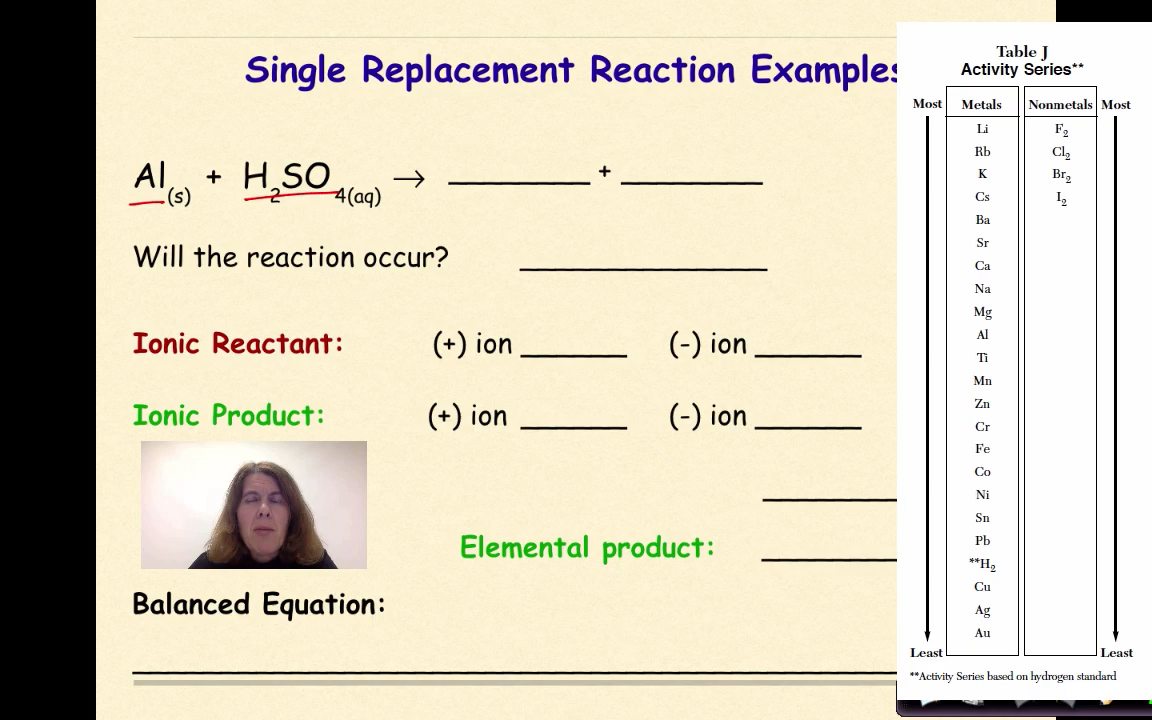 Single Replacement Reaction Examples
Al(s) + H2SO4(aq) → __________ + __________
Will the reaction occur? _________________
Ionic Reactant: (+) ion _______ (-) ion _______
Ionic Product: (+) ion _______ (-) ion _______
Elemental product: _________
Balanced Equation:
Table J
Activity Series**
Most Metals Nonmetals Most
Li F2
Rb Cl2
K Br2
Cs I2
Ba
Sr
Ca
Na
Mg
Al
Ti
Mn
Zn
Cr
Fe
Co
Ni
Sn
Pb
**H2
Cu
Ag
Au
Least Least
**Activity Series based on hydrogen standard